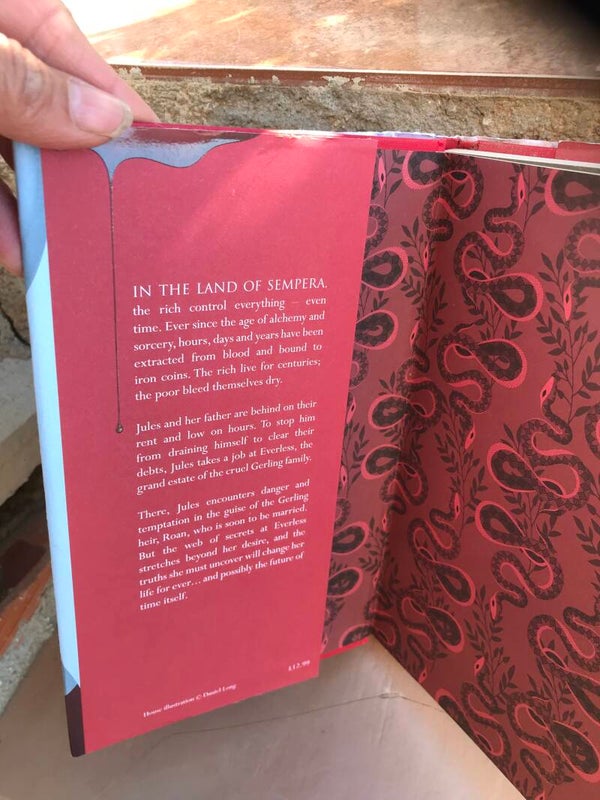 IN THE LAND OF SEMPERA,
the rich control everything – even
time. Ever since the age of alchemy and
sorcery, hours, days and years have been
extracted from blood and bound to
iron coins. The rich live for centuries;
the poor bleed themselves dry.
Jules and her father are behind on their
rent and low on hours. To stop him
from draining himself to clear their
debts, Jules takes a job at Everless, the
grand estate of the cruel Gerling family.
There, Jules encounters danger and
temptation in the guise of the Gerling
heir, Roan, who is soon to be married.
But the web of secrets at Everless
stretches beyond her desire, and the
truths she must uncover will change her
life for ever… and possibly the future of
time itself.
£12.99
House illustration © Daniel Long